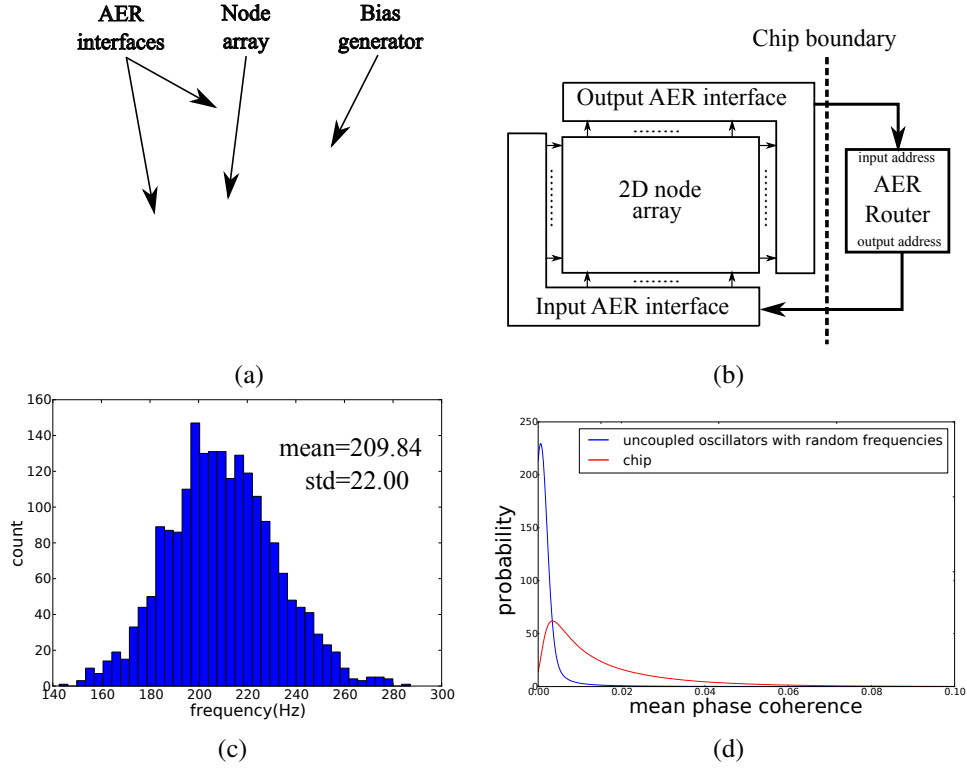 AER interfaces
Node array
Bias generator
(a)
Chip boundary
Output AER interface
2D node array
Input AER interface
input address
AER Router
output address
(b)
160
140
120
100
80
60
40
20
0
count
140 160 180 200 220 240 260 280 300
frequency(Hz)
mean=209.84
std=22.00
(c)
250
200
150
100
50
0
probability
0.00 0.02 0.04 0.06 0.08 0.10
mean phase coherence
uncoupled oscillators with random frequencies
chip
(d)